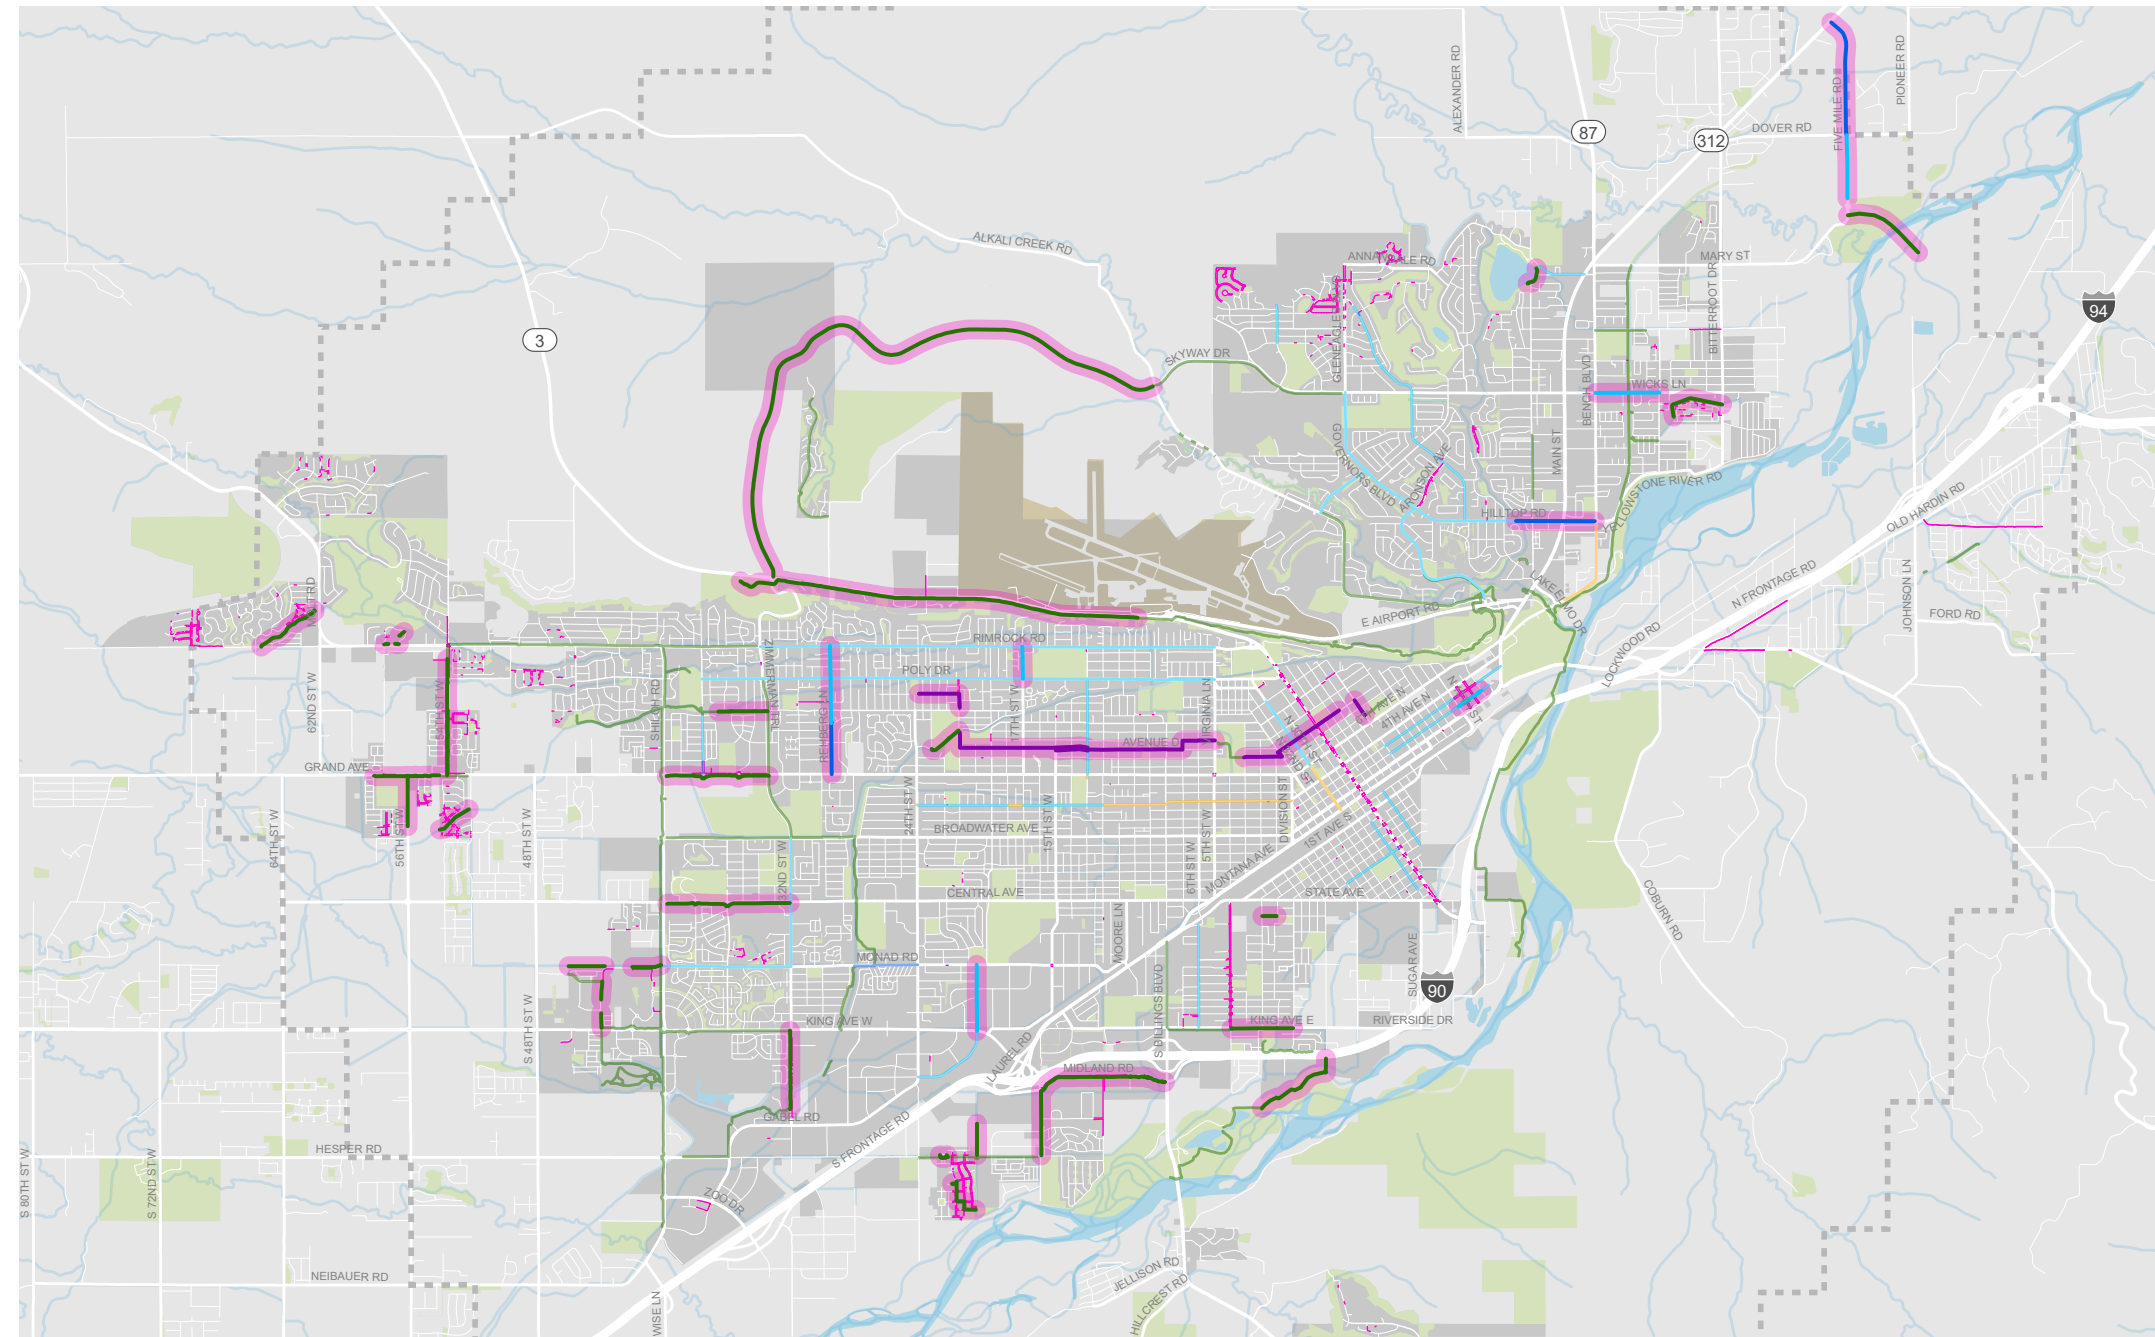 ALEXANDER RD
PIONEER RD
FIVE MILE RD
87
312
DOVER RD
ALKALI CREEK RD
MARY ST
BITTERROOT DR
94
3
SKYWAY DR
BENCH BLVD
WICKS LN
GOVERNORS BLVD
ARONSON AVE
MAIN ST
HILLTOP RD
YELLOWSTONE RIVER RD
OLD HARDIN RD
N FRONTAGE RD
JOHNSON LN
FORD RD
LAKE ELMO DR
E AIRPORT RD
LOCKWOOD RD
RIMROCK RD
POLY DR
ZIMMERMAN TRL
SHILOH RD
REHBERG LN
17TH ST W
VIRGINIA LN
AVENUE D
4TH AVE N
62ND ST W
54TH ST W
GRAND AVE
64TH ST W
56TH ST W
48TH ST W
24TH ST W
15TH ST W
BROADWATER AVE
5TH ST W
6TH ST W
DIVISION ST
1ST AVE S
MONTANA AVE
32ND ST W
CENTRAL AVE
STATE AVE
COBURN RD
MOORE LN
MONAD RD
SUGAR AVE
90
S BILLINGS BLVD
KING AVE W
KING AVE E
RIVERSIDE DR
S 48TH ST W
LAUREL RD
MIDLAND RD
GABEL RD
S FRONTAGE RD
HESPER RD
S 80TH ST W
S 72ND ST W
ZOO DR
NEIBAUER RD
WISE LN
JELLISON RD
HILLCREST RD